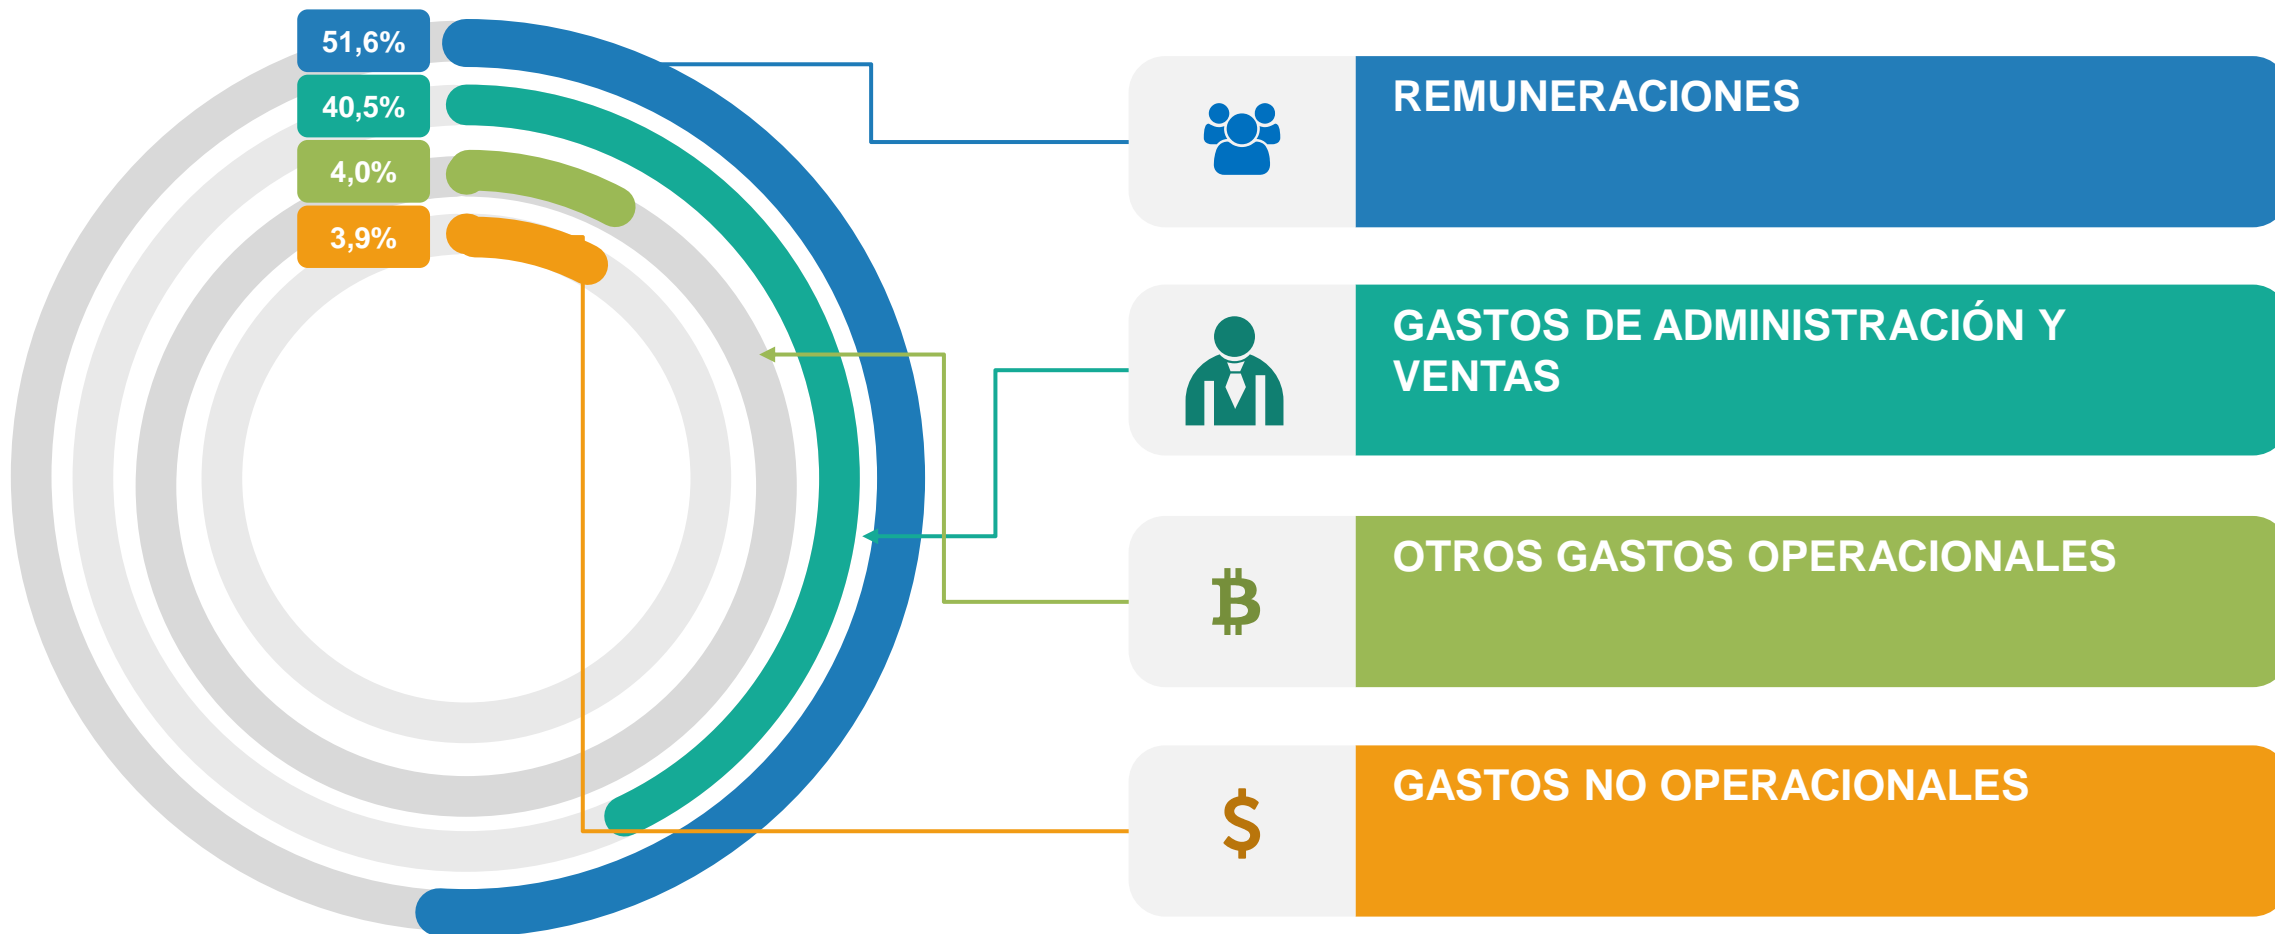 51,6%
40,5%
4,0%
3,9%
REMUNERACIONES
GASTOS DE ADMINISTRACIÓN Y
VENTAS
OTROS GASTOS OPERACIONALES
GASTOS NO OPERACIONALES